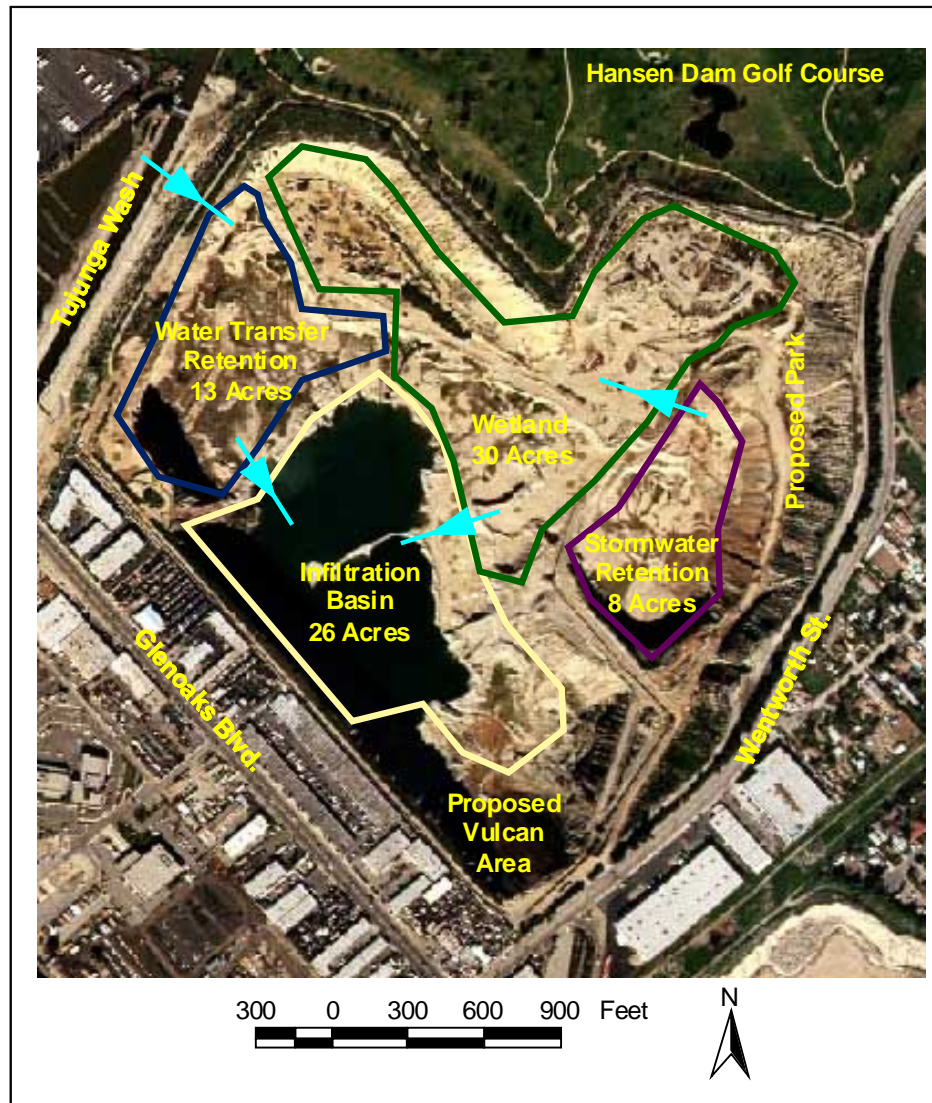 Hansen Dam Golf Course
Tujunga Wash
Water Transfer
Retention
13 Acres
Wetland
30 Acres
Proposed Park
Stormwater
Retention
8 Acres
Infiltration
Basin
26 Acres
Glenoaks Blvd.
Wentworth St.
Proposed
Vulcan
Area
300 0 300 600 900 Feet
N